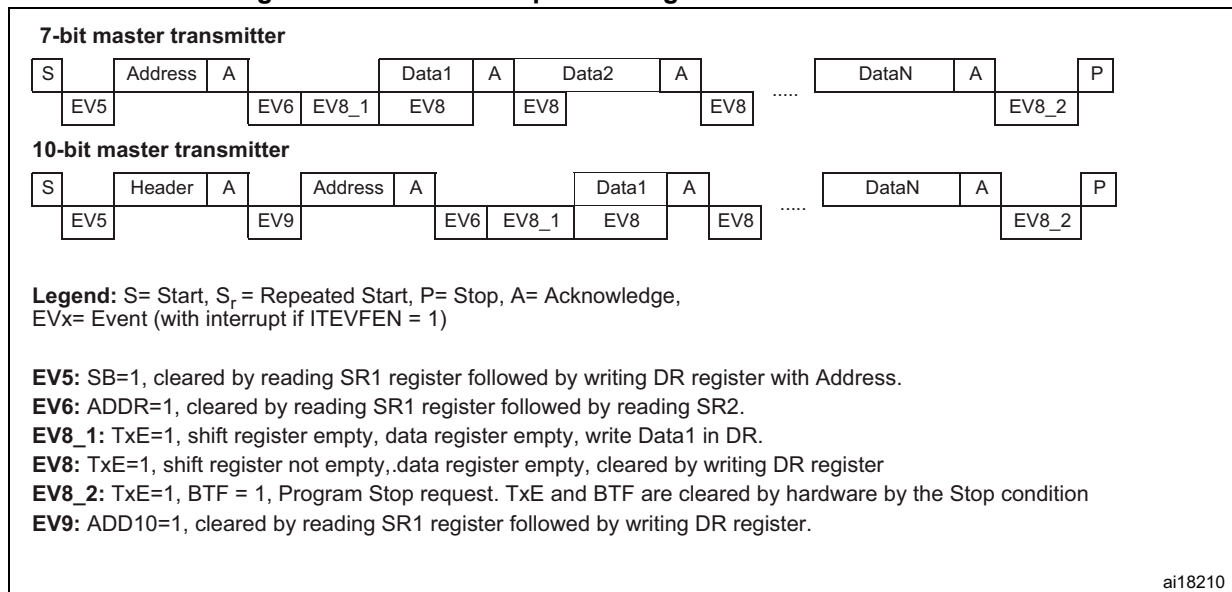 7-bit master transmitter
S Address A Data1 A Data2 A ..... DataN A P
EV5 EV6 EV8_1 EV8 EV8 EV8 EV8_2
10-bit master transmitter
S Header A Address A Data1 A ..... DataN A P
EV5 EV9 EV6 EV8_1 EV8 EV8 EV8_2
Legend: S= Start, Sr = Repeated Start, P= Stop, A= Acknowledge,
EVx= Event (with interrupt if ITEVFEN = 1)
EV5: SB=1, cleared by reading SR1 register followed by writing DR register with Address.
EV6: ADDR=1, cleared by reading SR1 register followed by reading SR2.
EV8_1: TxE=1, shift register empty, data register empty, write Data1 in DR.
EV8: TxE=1, shift register not empty,.data register empty, cleared by writing DR register
EV8_2: TxE=1, BTF = 1, Program Stop request. TxE and BTF are cleared by hardware by the Stop condition
EV9: ADD10=1, cleared by reading SR1 register followed by writing DR register.
ai18210